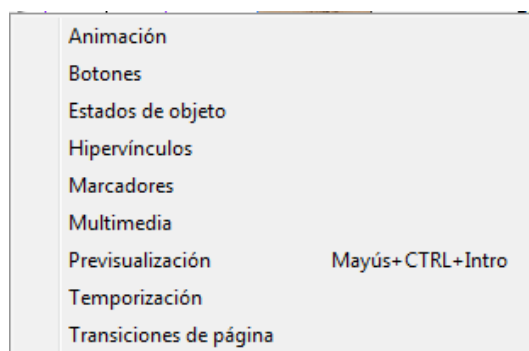 Animación
Botones
Estados de objeto
Hipervínculos
Marcadores
Multimedia
Previsualización Mayús+CTRL+Intro
Temporización
Transiciones de página